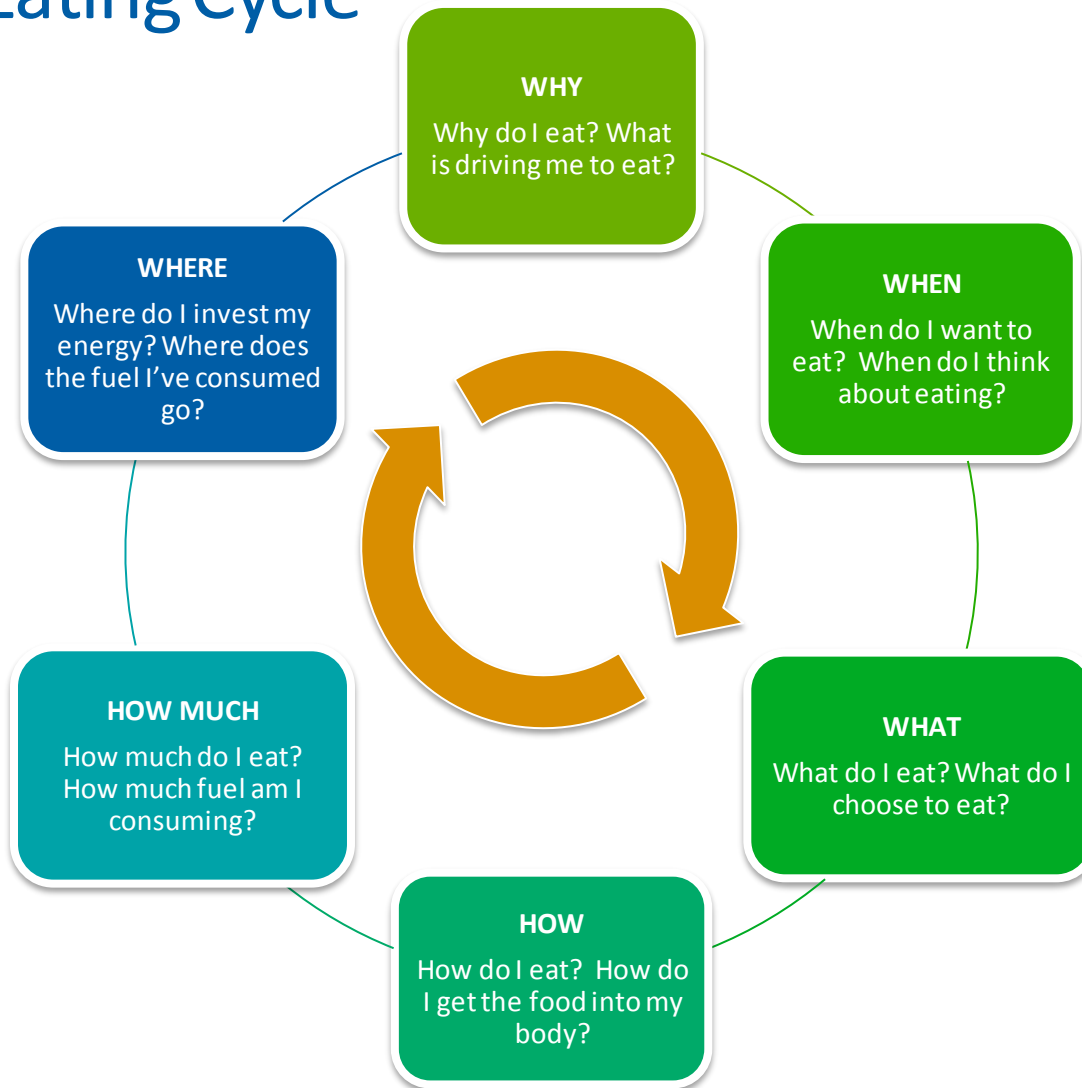 Eating Cycle
WHY
Why do I eat? What
is driving me to eat?
WHEN
When do I want to
eat? When do I think
about eating?
WHAT
What do I eat? What do I
choose to eat?
HOW
How do I eat? How do
I get the food into my
body?
HOW MUCH
How much do I eat?
How much fuel am I
consuming?
WHERE
Where do I invest my
energy? Where does
the fuel I've consumed
go?